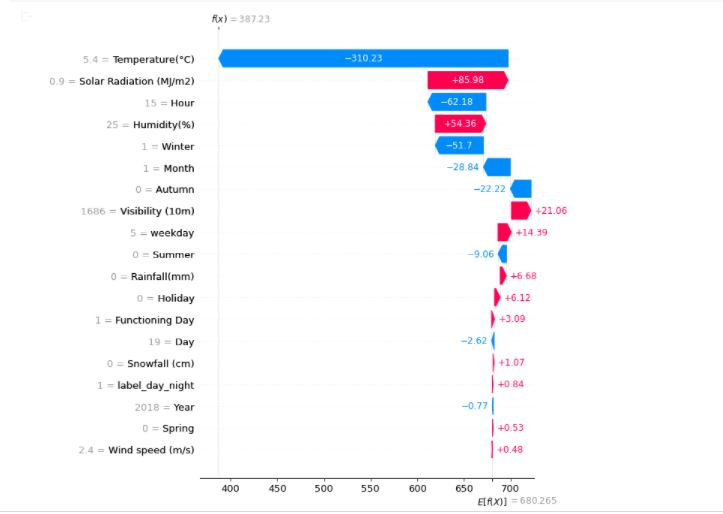 f(x) = 387.23
5.4 = Temperature(°C) −310.23
0.9 = Solar Radiation (MJ/m2) +85.98
15 = Hour −62.18
25 = Humidity(%) +54.36
1 = Winter −51.7
1 = Month −28.84
0 = Autumn −22.22
1686 = Visibility (10m) +21.06
5 = weekday +14.39
0 = Summer −9.06
0 = Rainfall(mm) +6.68
0 = Holiday +6.12
1 = Functioning Day +3.09
19 = Day −2.62
0 = Snowfall (cm) +1.07
1 = label_day_night +0.84
2018 = Year −0.77
0 = Spring +0.53
2.4 = Wind speed (m/s) +0.48
400 450 500 550 600 650 700
E[f(X)] = 680.265